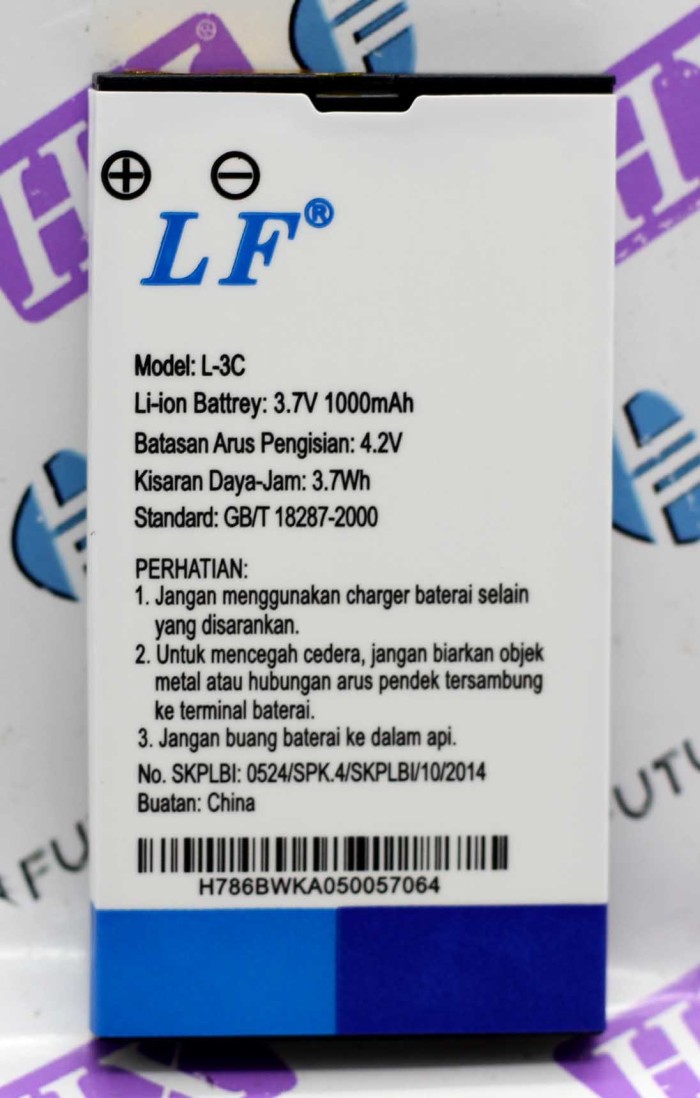 LF®
Model: L-3C
Li-ion Battrey: 3.7V 1000mAh
Batasan Arus Pengisian: 4.2V
Kisaran Daya-Jam: 3.7Wh
Standard: GB/T 18287-2000
PERHATIAN:
1. Jangan menggunakan charger baterai selain
yang disarankan.
2. Untuk mencegah cedera, jangan biarkan objek
metal atau hubungan arus pendek tersambung
ke terminal baterai.
3. Jangan buang baterai ke dalam api.
No. SKPLBI: 0524/SPK.4/SKPLBI/10/2014
Buatan: China
H786BWKA050057064